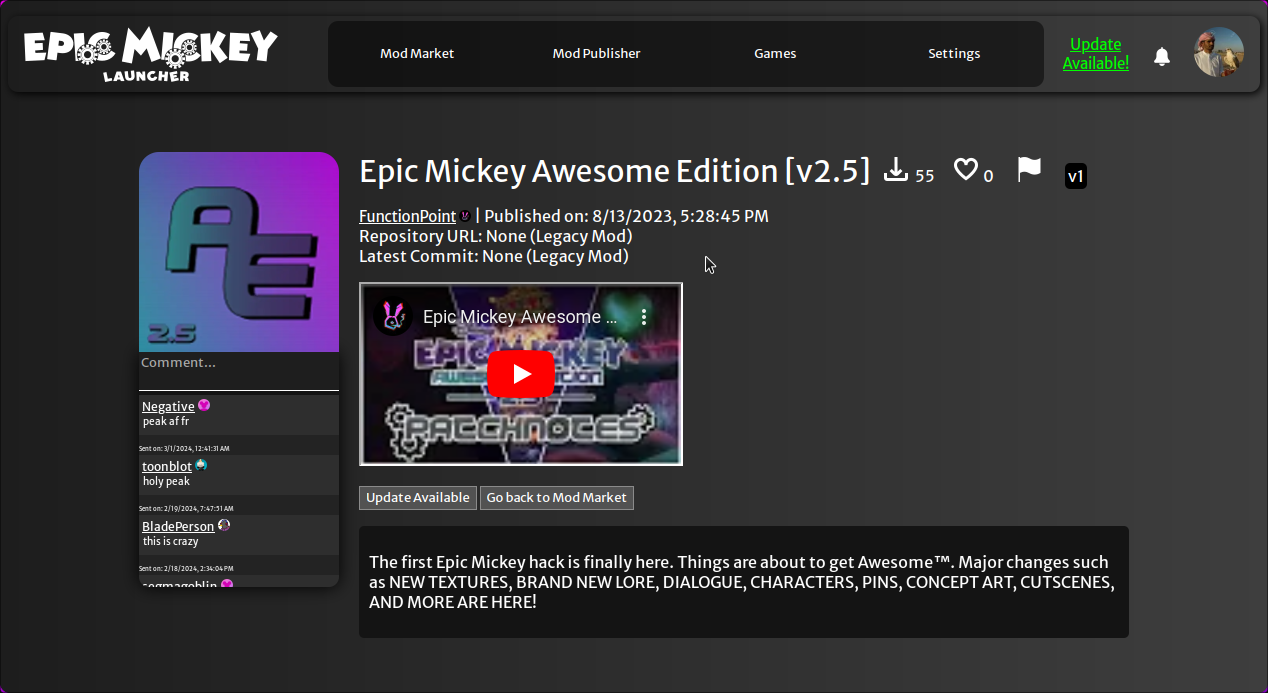 EPIC MICKEY
LAUNCHER
Mod Market
Mod Publisher
Games
Settings
Update
Available!
AE
2.5
Comment...
Negative
peak af fr
Sent on: 3/1/2024, 12:41:31 AM
toonblot
holy peak
Sent on: 2/19/2024, 7:47:51 AM
BladePerson
this is crazy
Sent on: 2/18/2024, 2:34:04 PM
segmagoblin
Epic Mickey Awesome Edition [v2.5] 55 0 v1
FunctionPoint | Published on: 8/13/2023, 5:28:45 PM
Repository URL: None (Legacy Mod)
Latest Commit: None (Legacy Mod)
Epic Mickey Awesome ...
EPIC MICKEY
AWESOME EDITION
2.5
PATCHNOTES
Update Available
Go back to Mod Market
The first Epic Mickey hack is finally here. Things are about to get Awesome™. Major changes such
as NEW TEXTURES, BRAND NEW LORE, DIALOGUE, CHARACTERS, PINS, CONCEPT ART, CUTSCENES,
AND MORE ARE HERE!